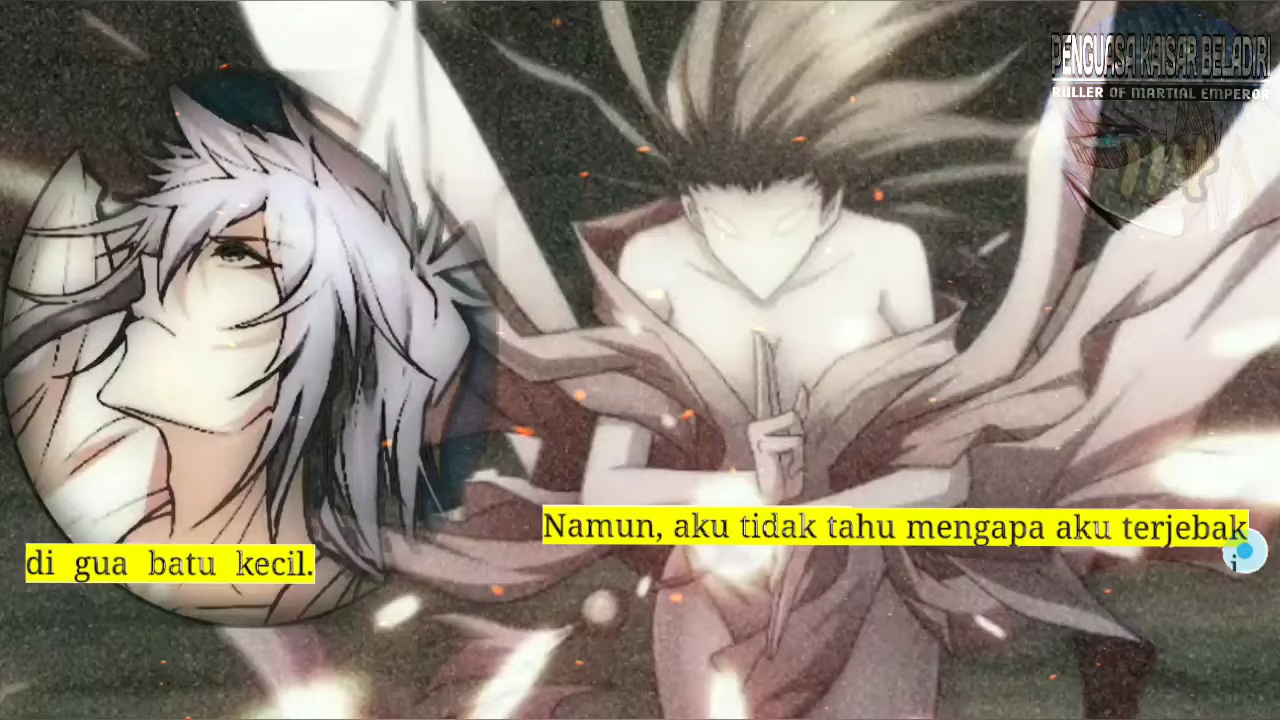 PENGUASA KAISAR BELADIRI
RULLER OF MARTIAL EMPEROR
Namun, aku tidak tahu mengapa aku terjebak
di gua batu kecil.